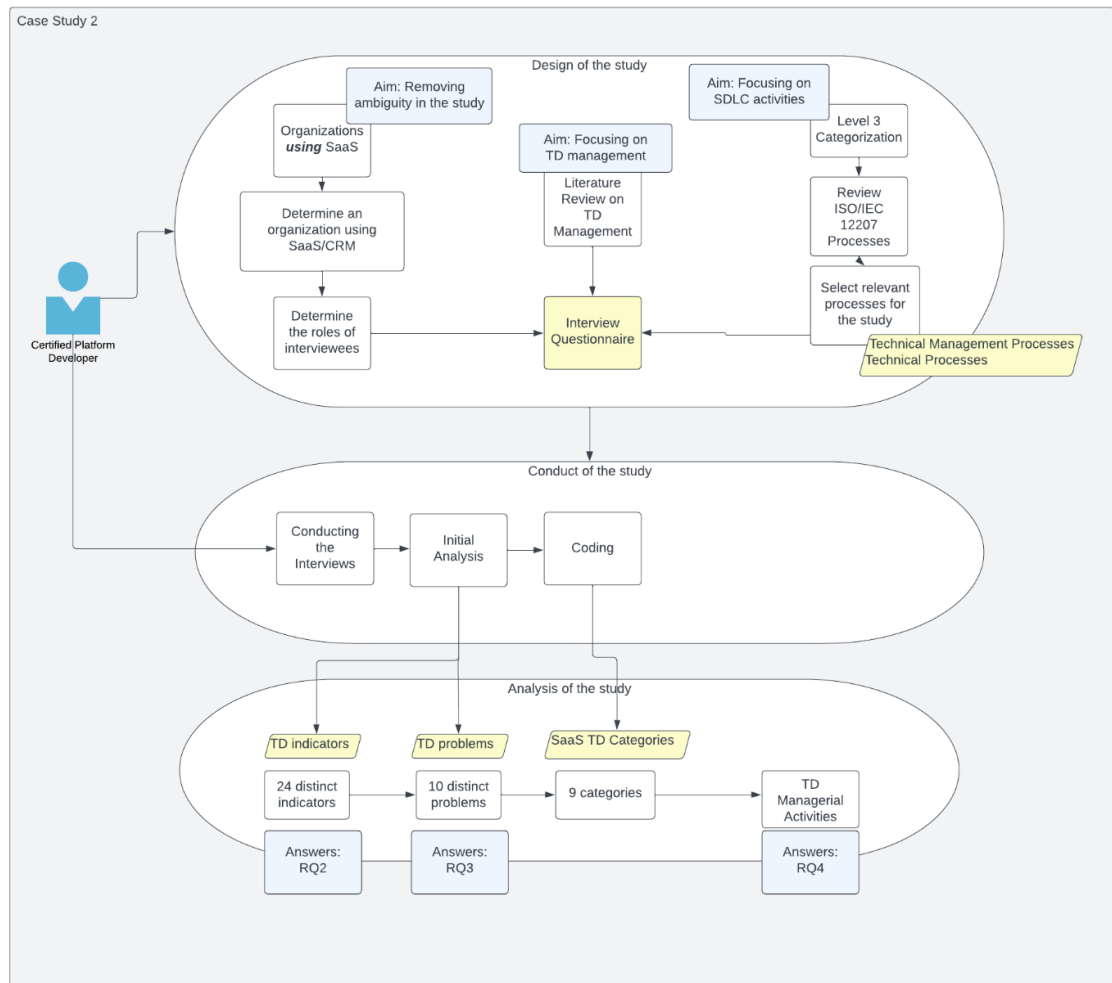 Case Study 2
Design of the study
Aim: Removing
ambiguity in the study
Organizations
using SaaS
Determine an
organization using
SaaS/CRM
Determine
the roles of
interviewees
Aim: Focusing on
TD management
Literature
Review on
TD
Management
Interview
Questionnaire
Aim: Focusing on
SDLC activities
Level 3
Categorization
Review
ISO/IEC
12207
Processes
Select relevant
processes for
the study
Technical Management Processes
Technical Processes
Certified Platform
Developer
Conduct of the study
Conducting
the
Interviews
Initial
Analysis
Coding
Analysis of the study
TD indicators
TD problems
SaaS TD Categories
24 distinct
indicators
10 distinct
problems
9 categories
TD
Managerial
Activities
Answers:
RQ2
Answers:
RQ3
Answers:
RQ4